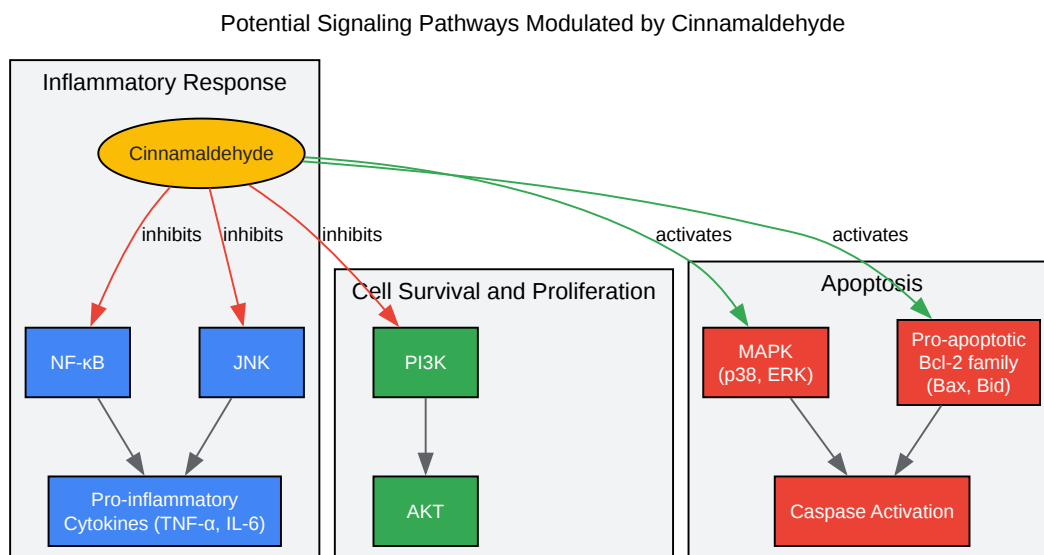 Potential Signaling Pathways Modulated by Cinnamaldehyde
Inflammatory Response
Cinnamaldehyde
inhibits
inhibits
inhibits
activates
activates
Cell Survival and Proliferation
Apoptosis
NF-κB
JNK
PI3K
MAPK
(p38, ERK)
Pro-apoptotic
Bcl-2 family
(Bax, Bid)
Pro-inflammatory
Cytokines (TNF-α, IL-6)
AKT
Caspase Activation